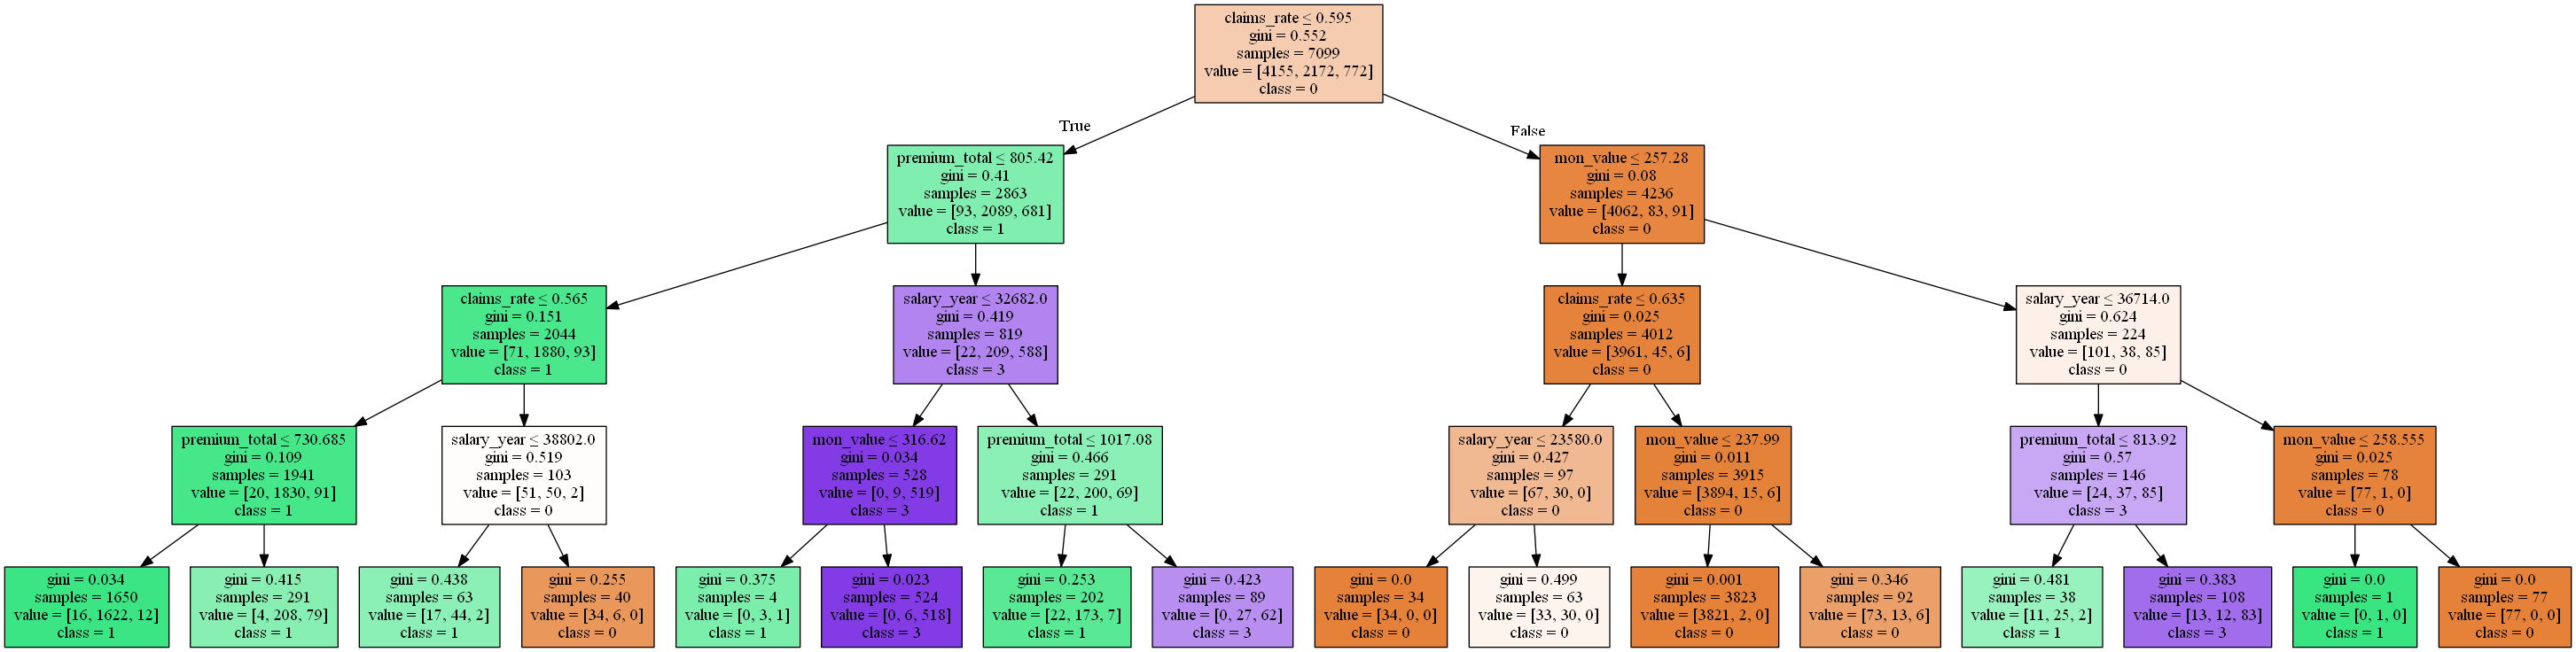 claims_rate ≤ 0.595
gini = 0.552
samples = 7099
value = [4155, 2172, 772]
class = 0
True
False
premium_total ≤ 805.42
gini = 0.41
samples = 2863
value = [93, 2089, 681]
class = 1
mon_value ≤ 257.28
gini = 0.08
samples = 4236
value = [4062, 83, 91]
class = 0
claims_rate ≤ 0.565
gini = 0.151
samples = 2044
value = [71, 1880, 93]
class = 1
salary_year ≤ 32682.0
gini = 0.419
samples = 819
value = [22, 209, 588]
class = 3
claims_rate ≤ 0.635
gini = 0.025
samples = 4012
value = [3961, 45, 6]
class = 0
salary_year ≤ 36714.0
gini = 0.624
samples = 224
value = [101, 38, 85]
class = 0
premium_total ≤ 730.685
gini = 0.109
samples = 1941
value = [20, 1830, 91]
class = 1
salary_year ≤ 38802.0
gini = 0.519
samples = 103
value = [51, 50, 2]
class = 0
mon_value ≤ 316.62
gini = 0.034
samples = 528
value = [0, 9, 519]
class = 3
premium_total ≤ 1017.08
gini = 0.466
samples = 291
value = [22, 200, 69]
class = 1
salary_year ≤ 23580.0
gini = 0.427
samples = 97
value = [67, 30, 0]
class = 0
mon_value ≤ 237.99
gini = 0.011
samples = 3915
value = [3894, 15, 6]
class = 0
premium_total ≤ 813.92
gini = 0.57
samples = 146
value = [24, 37, 85]
class = 3
mon_value ≤ 258.555
gini = 0.025
samples = 78
value = [77, 1, 0]
class = 0
gini = 0.034
samples = 1650
value = [16, 1622, 12]
class = 1
gini = 0.415
samples = 291
value = [4, 208, 79]
class = 1
gini = 0.438
samples = 63
value = [17, 44, 2]
class = 1
gini = 0.255
samples = 40
value = [34, 6, 0]
class = 0
gini = 0.375
samples = 4
value = [0, 3, 1]
class = 1
gini = 0.023
samples = 524
value = [0, 6, 518]
class = 3
gini = 0.253
samples = 202
value = [22, 173, 7]
class = 1
gini = 0.423
samples = 89
value = [0, 27, 62]
class = 3
gini = 0.0
samples = 34
value = [34, 0, 0]
class = 0
gini = 0.499
samples = 63
value = [33, 30, 0]
class = 0
gini = 0.001
samples = 3823
value = [3821, 2, 0]
class = 0
gini = 0.346
samples = 92
value = [73, 13, 6]
class = 0
gini = 0.481
samples = 38
value = [11, 25, 2]
class = 1
gini = 0.383
samples = 108
value = [13, 12, 83]
class = 3
gini = 0.0
samples = 1
value = [0, 1, 0]
class = 1
gini = 0.0
samples = 77
value = [77, 0, 0]
class = 0